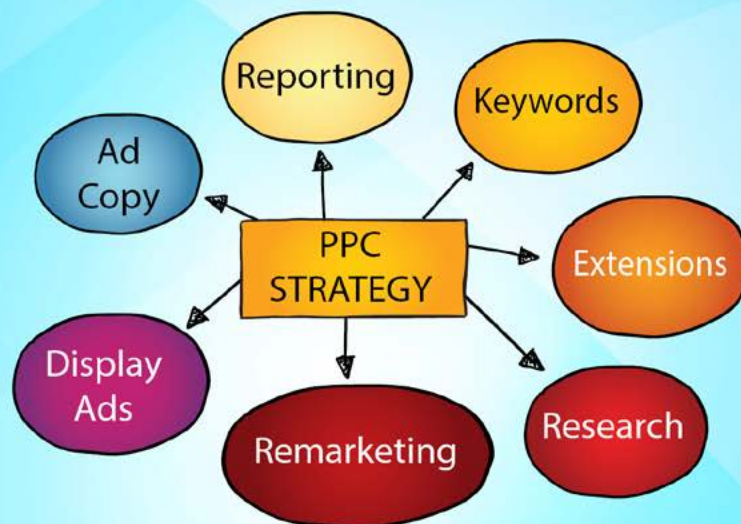 Reporting
Keywords
Ad
Copy
PPC
STRATEGY
Extensions
Display
Ads
Remarketing
Research